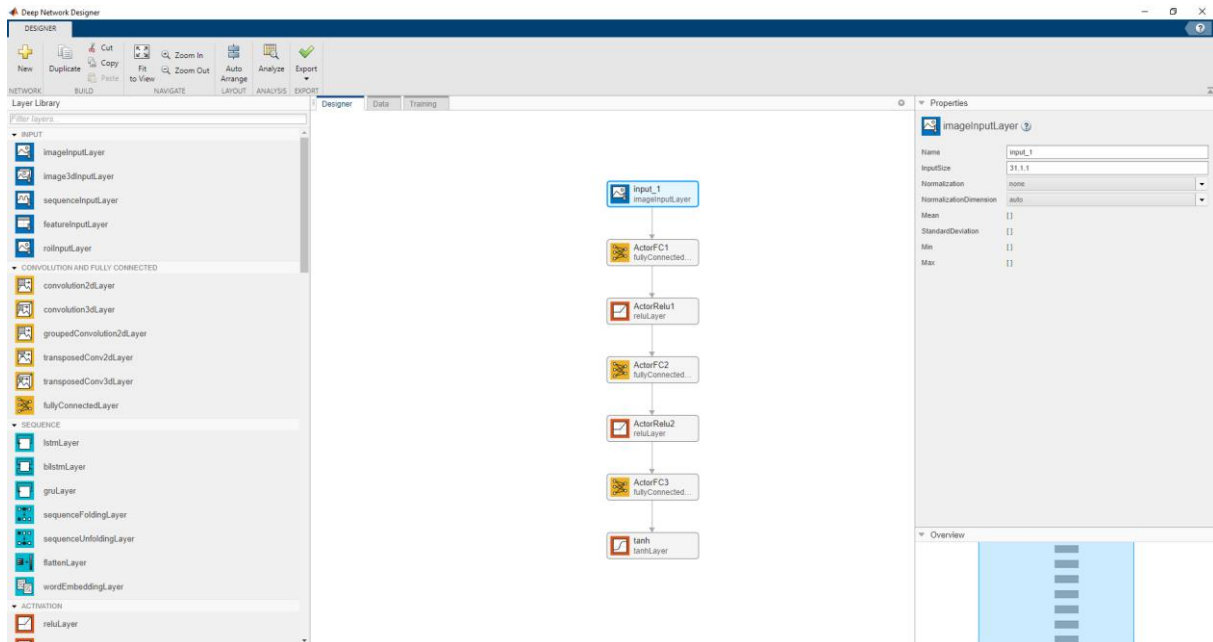 Deep Network Designer
DESIGNER
New
Duplicate
Cut
Copy
Paste
Fit
to View
Zoom In
Zoom Out
Auto
Arrange
Analyze
Export
NETWORK
BUILD
NAVIGATE
LAYOUT
ANALYSIS
EXPORT
Layer Library
Filter layers...
INPUT
imageInputLayer
image3dInputLayer
sequenceInputLayer
featureInputLayer
roiInputLayer
CONVOLUTION AND FULLY CONNECTED
convolution2dLayer
convolution3dLayer
groupedConvolution2dLayer
transposedConv2dLayer
transposedConv3dLayer
fullyConnectedLayer
SEQUENCE
lstmLayer
bilstmLayer
gruLayer
sequenceFoldingLayer
sequenceUnfoldingLayer
flattenLayer
wordEmbeddingLayer
ACTIVATION
reluLayer
Designer
Data
Training
input_1
imageInputLayer
ActorFC1
fullyConnected...
ActorRelu1
reluLayer
ActorFC2
fullyConnected...
ActorRelu2
reluLayer
ActorFC3
fullyConnected...
tanh
tanhLayer
Properties
imageInputLayer ?
Name input_1
InputSize 31,1,1
Normalization none
NormalizationDimension auto
Mean []
StandardDeviation []
Min []
Max []
Overview